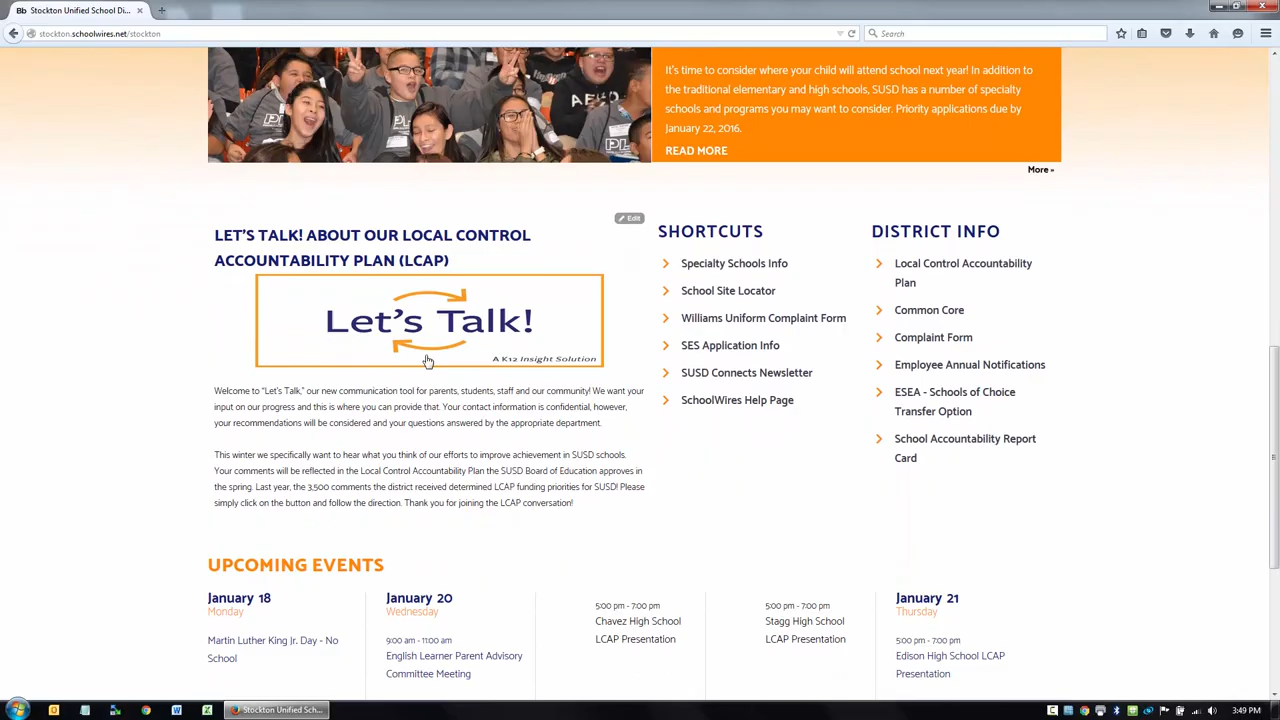 Bb Stockton Unified School Di...
stockton.schoolwires.net/stockton
Search
It's time to consider where your child will attend school next year! In addition to
the traditional elementary and high schools, SUSD has a number of specialty
schools and programs you may want to consider. Priority applications due by
January 22, 2016.
READ MORE
More »
Edit
LET'S TALK! ABOUT OUR LOCAL CONTROL
ACCOUNTABILITY PLAN (LCAP)
Let's Talk!
A K12 Insight Solution
Welcome to "Let's Talk," our new communication tool for parents, students, staff and our community! We want your
input on our progress and this is where you can provide that. Your contact information is confidential, however,
your recommendations will be considered and your questions answered by the appropriate department.
This winter we specifically want to hear what you think of our efforts to improve achievement in SUSD schools.
Your comments will be reflected in the Local Control Accountability Plan the SUSD Board of Education approves in
the spring. Last year, the 3,500 comments the district received determined LCAP funding priorities for SUSD! Please
simply click on the button and follow the direction. Thank you for joining the LCAP conversation!
SHORTCUTS
Specialty Schools Info
School Site Locator
Williams Uniform Complaint Form
SES Application Info
SUSD Connects Newsletter
SchoolWires Help Page
DISTRICT INFO
Local Control Accountability
Plan
Common Core
Complaint Form
Employee Annual Notifications
ESEA - Schools of Choice
Transfer Option
School Accountability Report
Card
UPCOMING EVENTS
January 18
Monday
Martin Luther King Jr. Day - No
School
January 20
Wednesday
9:00 am - 11:00 am
English Learner Parent Advisory
Committee Meeting
5:00 pm - 7:00 pm
Chavez High School
LCAP Presentation
5:00 pm - 7:00 pm
Stagg High School
LCAP Presentation
January 21
Thursday
5:00 pm - 7:00 pm
Edison High School LCAP
Presentation
Stockton Unified Sch...
3:49 PM